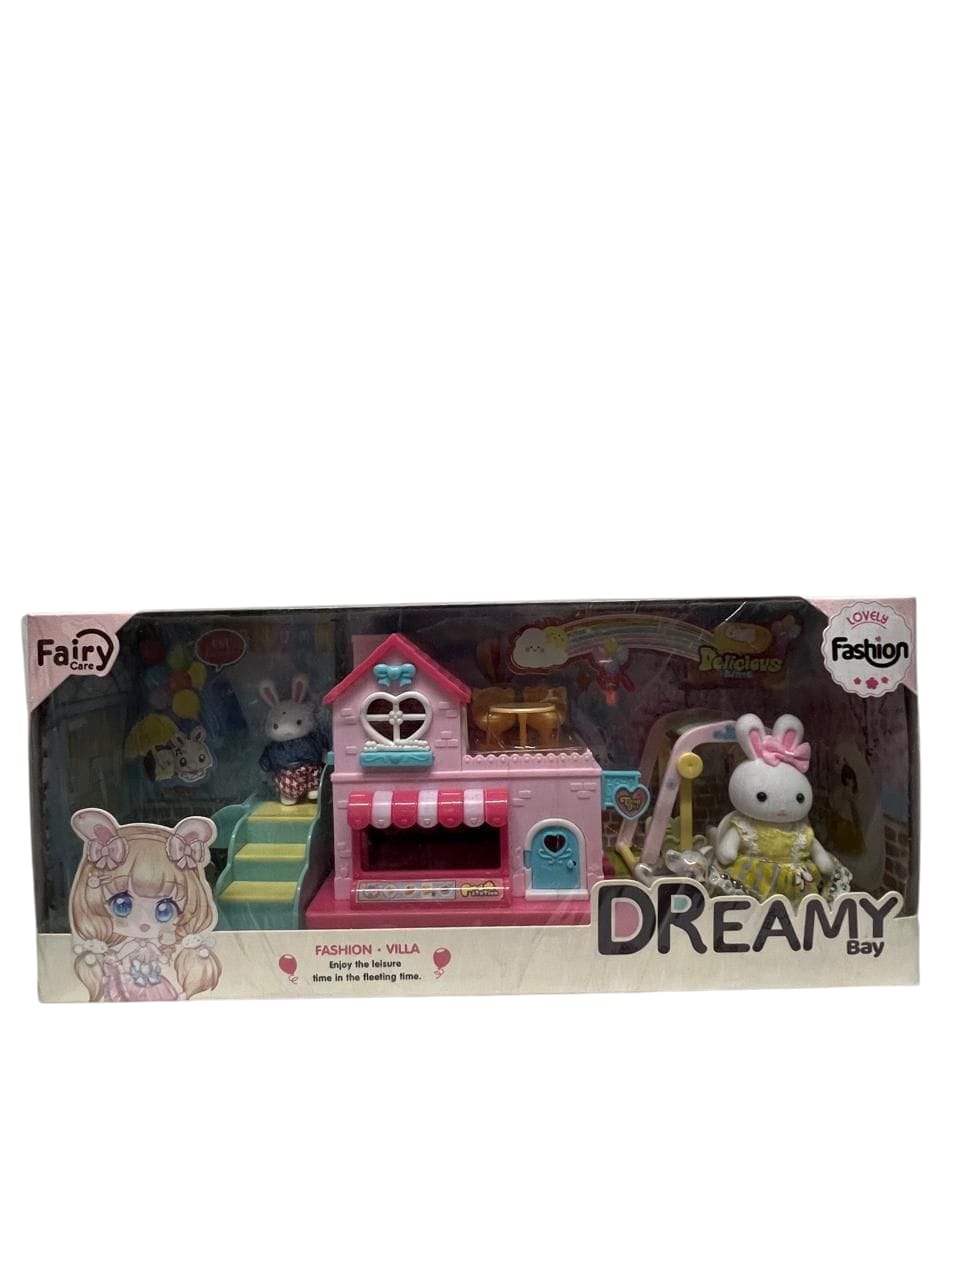 Fairy
Care
LOVELY
Fashion
Delicious
FASHION · VILLA
Enjoy the leisure
time in the fleeting time.
DREAMY
Bay